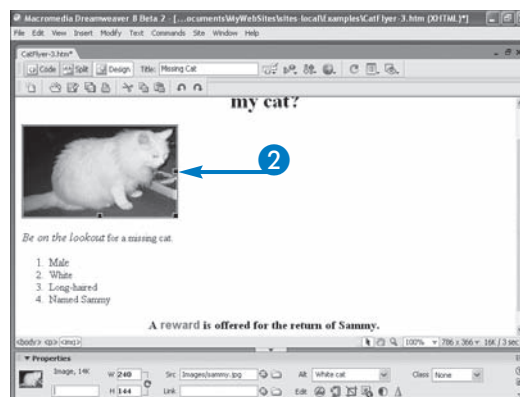 Macromedia Dreamweaver 8 Beta 2 - [...ocuments\MyWebSites\sites-local\Examples\CatFlyer-3.htm (XHTML)*]
File Edit View Insert Modify Text Commands Site Window Help
CatFlyer-3.htm*
Code Split Design Title: Missing Cat
my cat?
2
Be on the lookout for a missing cat.
1. Male
2. White
3. Long-haired
4. Named Sammy
A reward is offered for the return of Sammy.
<body> <p> <img> 100% 786 x 366 16K / 3 sec
Properties
Image, 14K W 240 Src Images/sammy.jpg Alt White cat Class None
H 144 Link Edit